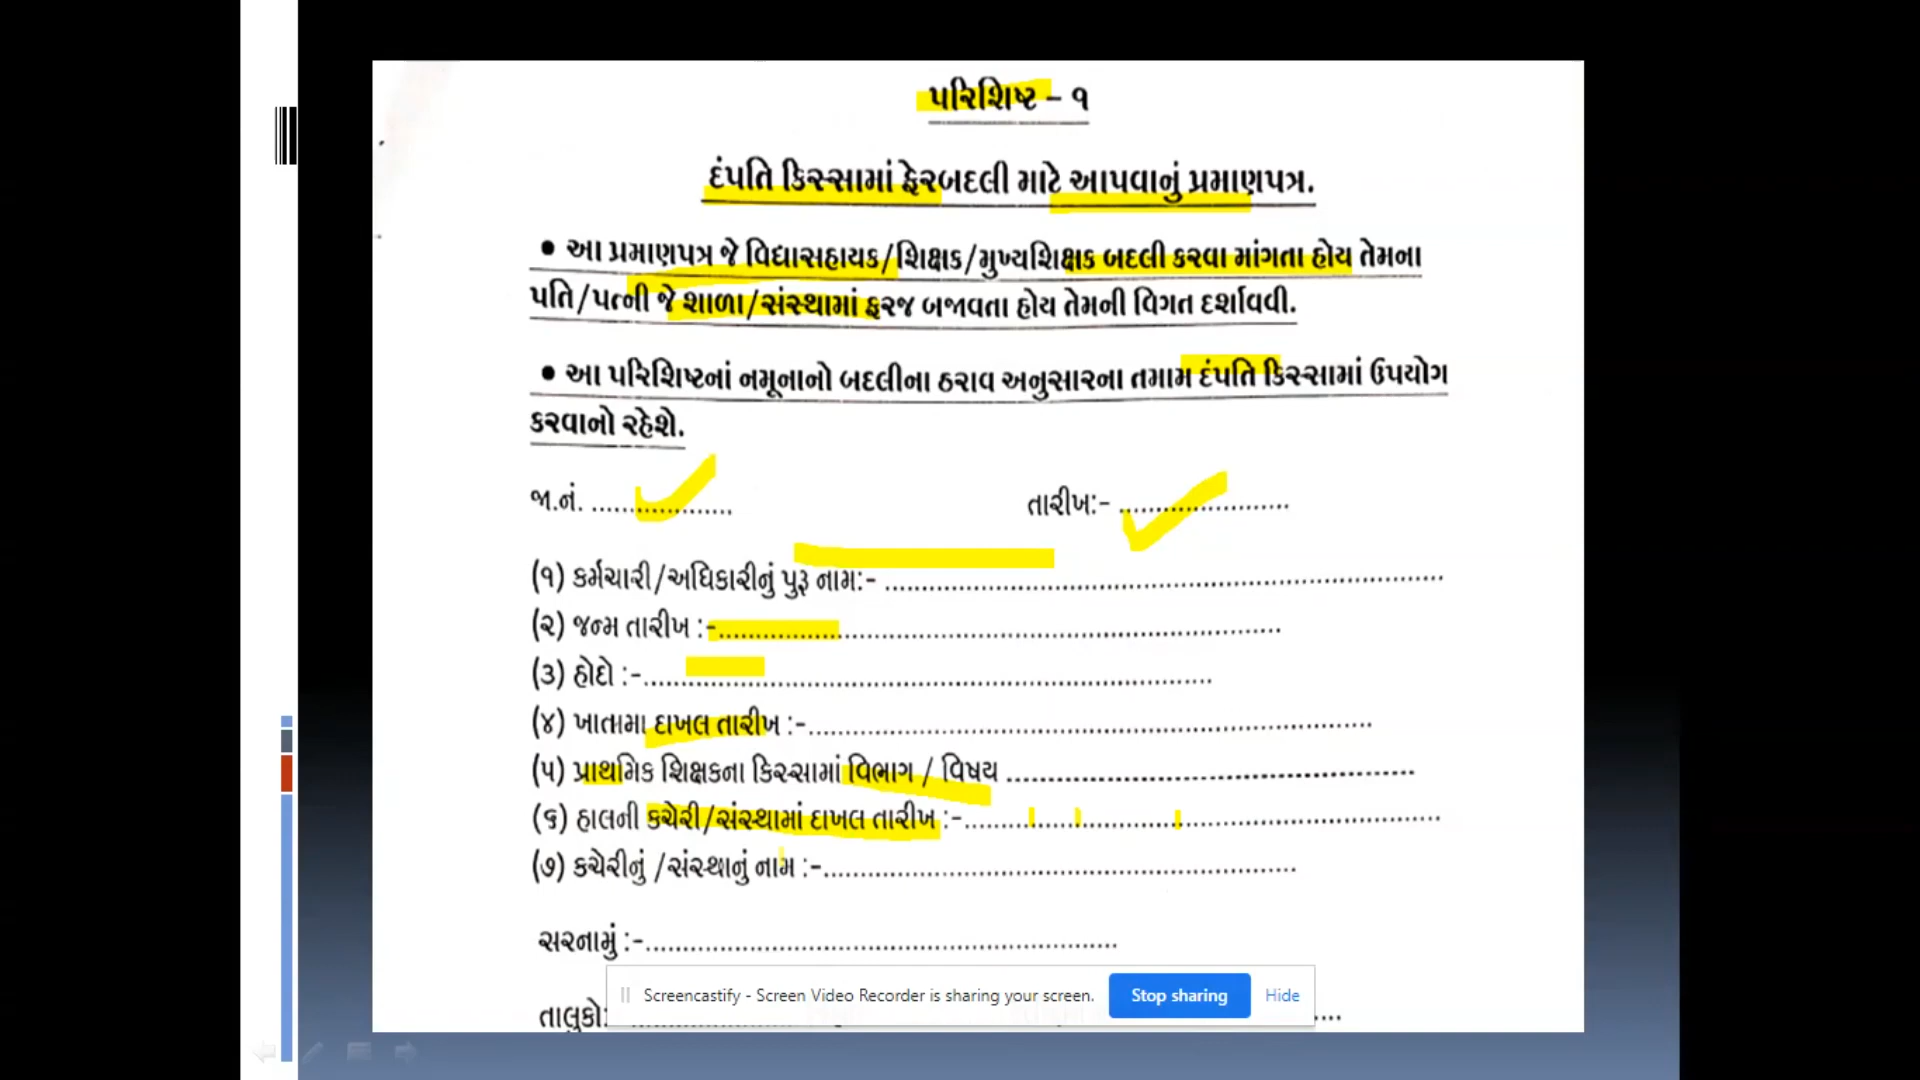 પરિશિષ્ટ – ૧
દંપતિ કિસ્સામાં ફેરબદલી માટે આપવાનું પ્રમાણપત્ર.
● આ પ્રમાણપત્ર જે વિદ્યાસહાયક/શિક્ષક/મુખ્યશિક્ષક બદલી કરવા માંગતા હોય તેમના
પતિ/પત્ની જે શાળા/સંસ્થામાં ફરજ બજાવતા હોય તેમની વિગત દર્શાવવી.
● આ પરિશિષ્ટનાં નમૂનાનો બદલીના ઠરાવ અનુસારના તમામ દંપતિ કિસ્સામાં ઉપયોગ
કરવાનો રહેશે.
જા.નં. .................... તારીખ:- ........................
(૧) કર્મચારી/અધિકારીનું પુરૂ નામ:- ................................................
(૨) જન્મ તારીખ :-................................................
(૩) હોદો :-................................................
(૪) ખાતામા દાખલ તારીખ :-................................................
(૫) પ્રાથમિક શિક્ષકના કિસ્સામાં વિભાગ / વિષય ................................................
(૬) હાલની કચેરી/સંસ્થામાં દાખલ તારીખ :-................................................
(૭) કચેરીનું /સંસ્થાનું નામ :-................................................
સરનામું :-................................................
Screencastify - Screen Video Recorder is sharing your screen. Stop sharing Hide
તાલુકો: